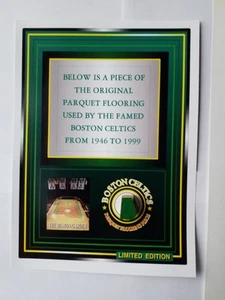 BELOW IS A PIECE OF
THE ORIGINAL
PARQUET FLOORING
USED BY THE FAMED
BOSTON CELTICS
FROM 1946 TO 1999
BOSTON CELTICS
LIMITED EDITION